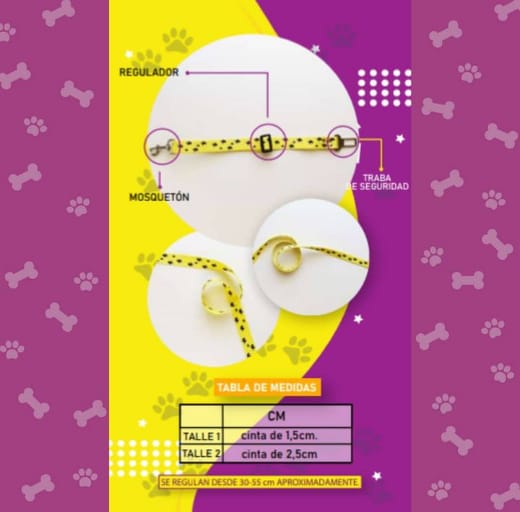 REGULADOR
TRABA
DE SEGURIDAD
MOSQUETÓN
TABLA DE MEDIDAS
CM
TALLE 1 cinta de 1,5cm.
TALLE 2 cinta de 2,5cm
SE REGULAN DESDE 30-55 cm APROXIMADAMENTE